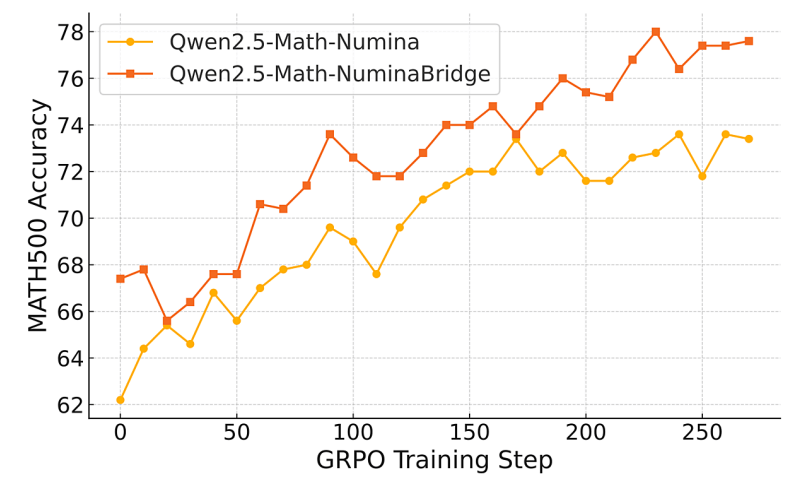 Qwen2.5-Math-Numina
Qwen2.5-Math-NuminaBridge
MATH500 Accuracy
78
76
74
72
70
68
66
64
62
0 50 100 150 200 250
GRPO Training Step